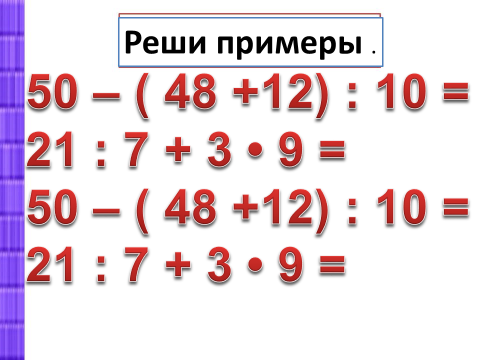 Реши примеры .
50 – ( 48 +12) : 10 =
21 : 7 + 3 • 9 =
50 – ( 48 +12) : 10 =
21 : 7 + 3 • 9 =